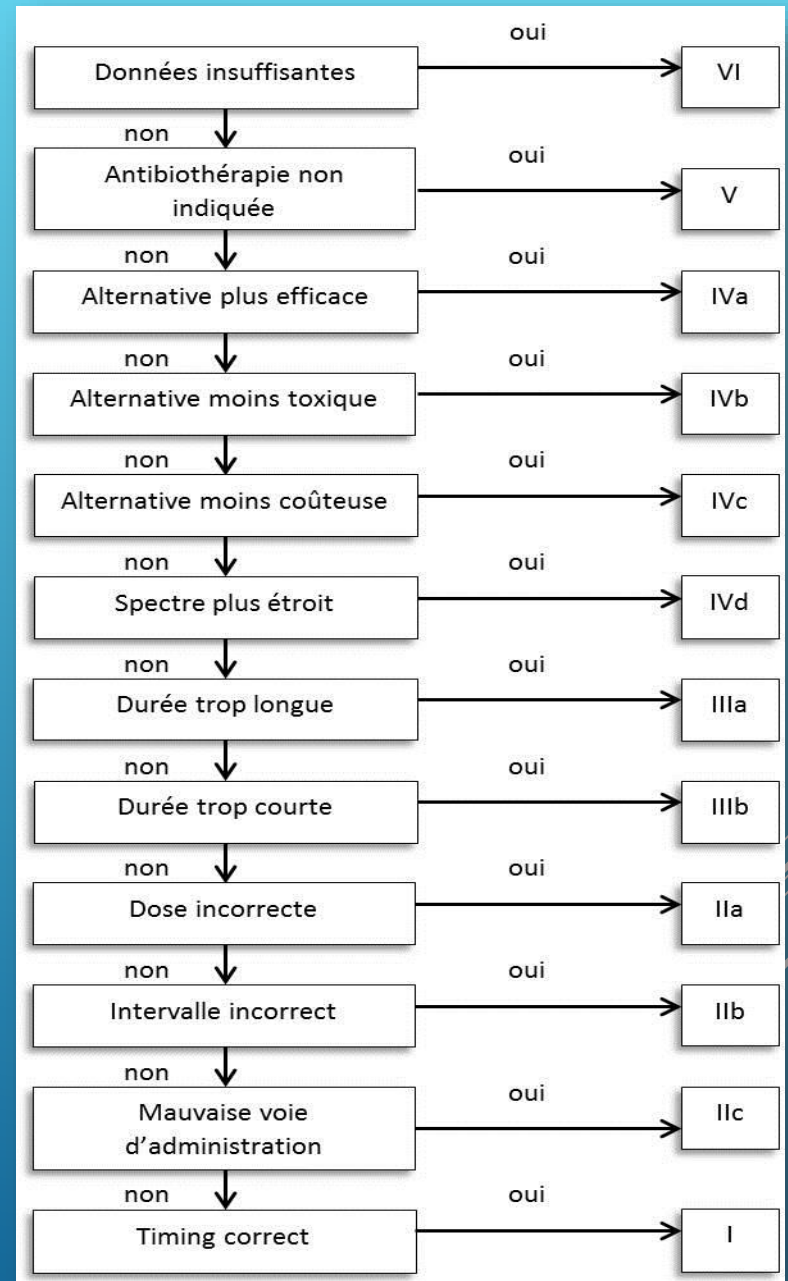 oui
Données insuffisantes
VI
non
oui
Antibiothérapie non
indiquée
V
non
oui
Alternative plus efficace
IVa
non
oui
Alternative moins toxique
IVb
non
oui
Alternative moins coûteuse
IVc
non
oui
Spectre plus étroit
IVd
non
oui
Durée trop longue
IIIa
non
oui
Durée trop courte
IIIb
non
oui
Dose incorrecte
IIa
non
oui
Intervalle incorrect
IIb
non
oui
Mauvaise voie
d’administration
IIc
non
oui
Timing correct
I